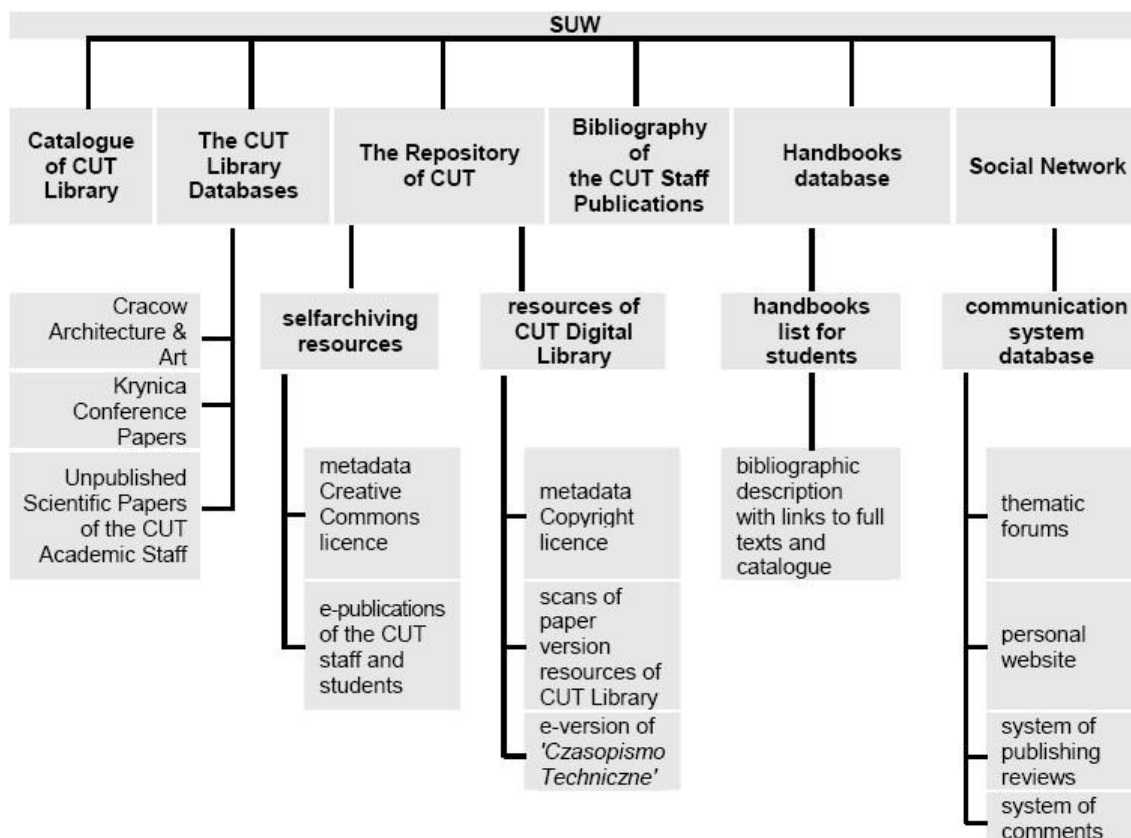 SUW
Catalogue
of CUT
Library
The CUT
Library
Databases
The Repository
of CUT
Bibliography
of
the CUT Staff
Publications
Handbooks
database
Social Network
Cracow
Architecture &
Art
Krynica
Conference
Papers
Unpublished
Scientific Papers
of the CUT
Academic Staff
selfarchiving
resources
metadata
Creative
Commons
licence
e-publications
of the CUT
staff and
students
resources of
CUT Digital
Library
metadata
Copyright
licence
scans of
paper
version
resources of
CUT Library
e-version of
'Czasopismo
Techniczne'
handbooks
list for
students
bibliographic
description
with links to full
texts and
catalogue
communication
system
database
thematic
forums
personal
website
system of
publishing
reviews
system of
comments